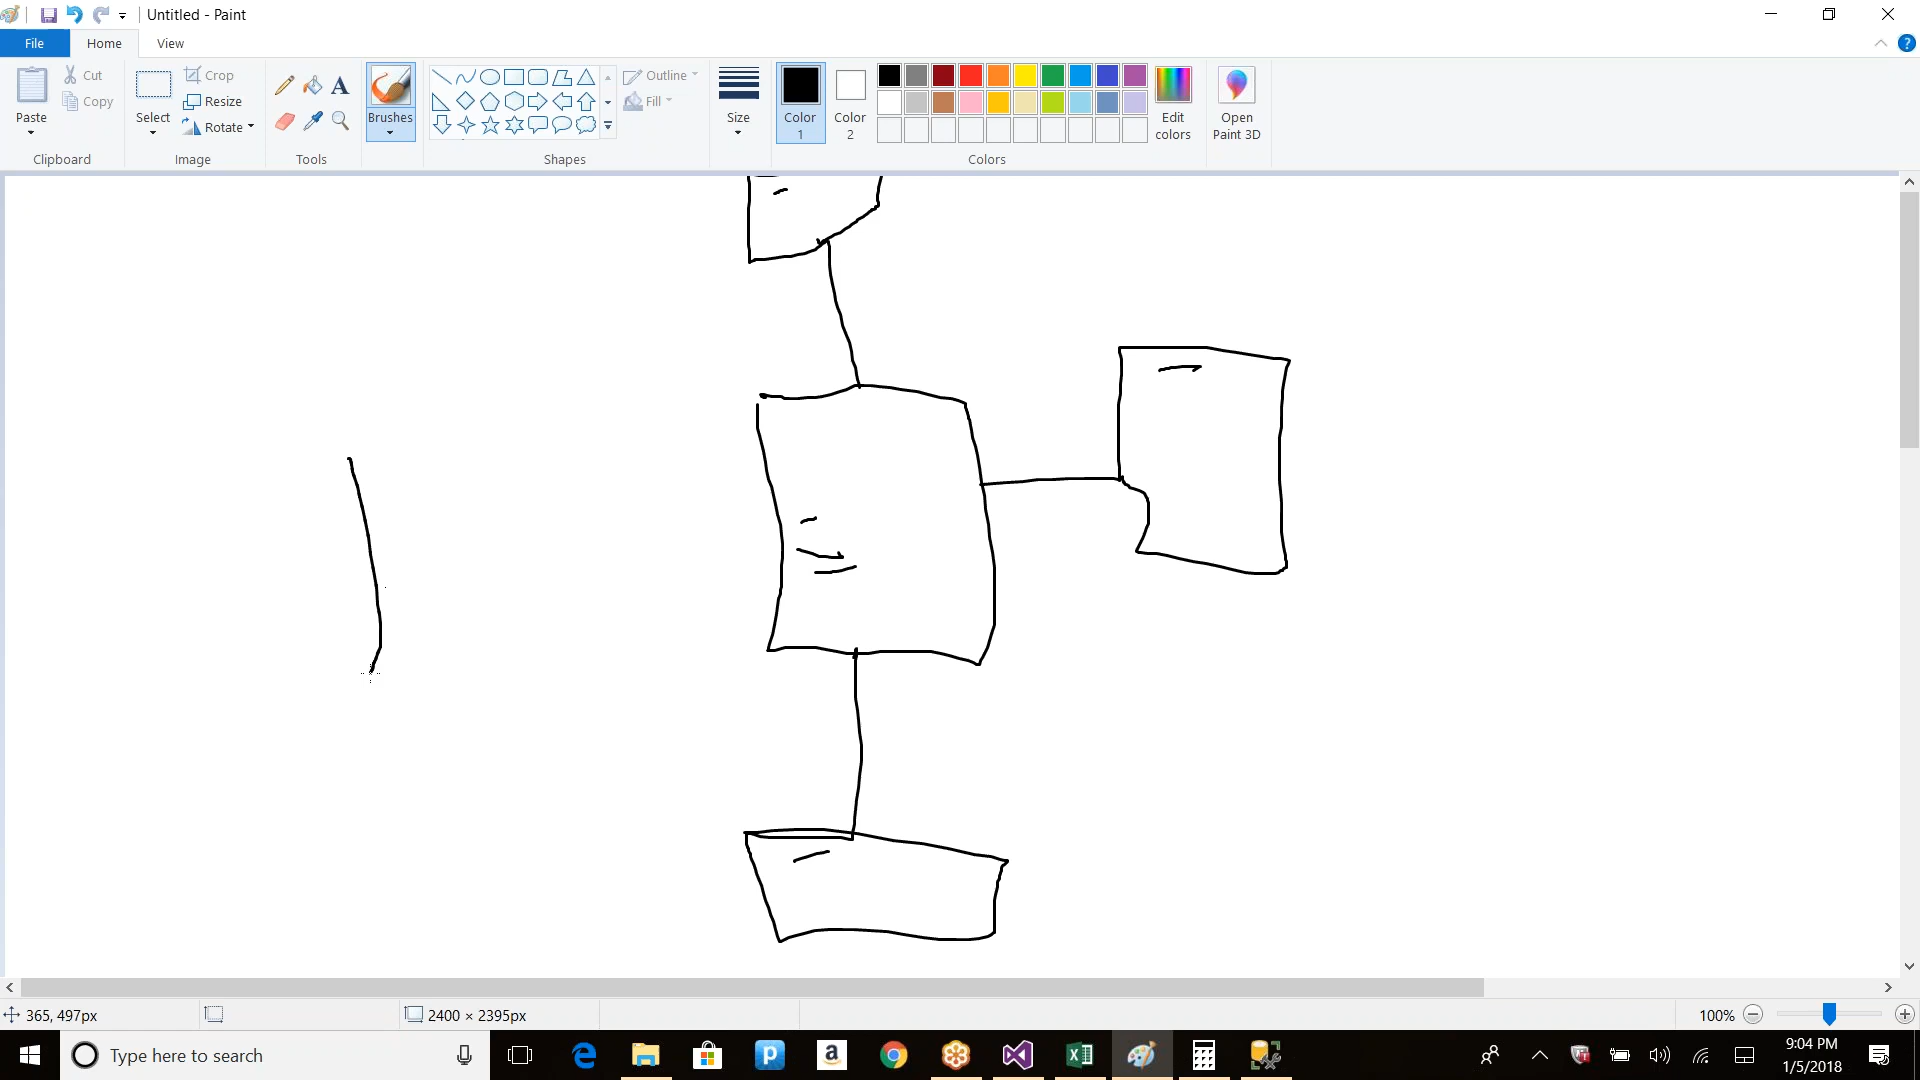 Untitled - Paint
File Home View
Paste Cut Copy Clipboard
Select Crop Resize Rotate Image
Tools
Brushes
Shapes
Outline
Fill
Size
Color 1
Color 2
Colors
Edit colors
Open Paint 3D
365, 497px
2400 × 2395px
100%
Type here to search
9:04 PM
1/5/2018